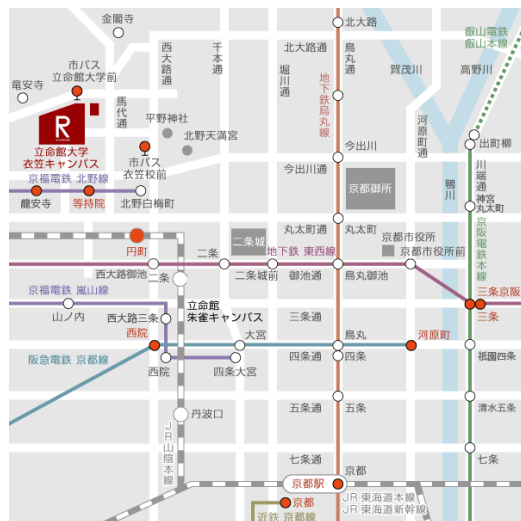 金閣寺
北大路
市バス
立命館大学前
西大路通
千本通
北大路通
堀川通
烏丸通
賀茂川
高野川
叡山電鉄
叡山本線
竜安寺
馬代通
平野神社
北野天満宮
地下鉄烏丸線
河原町通
R
立命館大学
衣笠キャンパス
市バス
衣笠校前
今出川通
今出川
出町柳
京福電鉄 北野線
龍安寺
等持院
北野白梅町
京都御所
鴨川
川端通
神宮
丸太町
京阪電鉄本線
円町
二条城
丸太町通
丸太町
京都市役所
二条
地下鉄 東西線
西大路御池
二条
二条城前
御池通
烏丸御池
京都市役所前
京福電鉄 嵐山線
山ノ内
西大路三条
立命館
朱雀キャンパス
三条通
三条京阪
三条
西院
大宮
烏丸
河原町
阪急電鉄 京都線
西院
四条大宮
四条通
四条
祇園四条
丹波口
五条通
五条
清水五条
JR山陰本線
七条通
京都
七条
京都駅
京都
近鉄 京都線
JR 東海道本線
JR 東海道新幹線